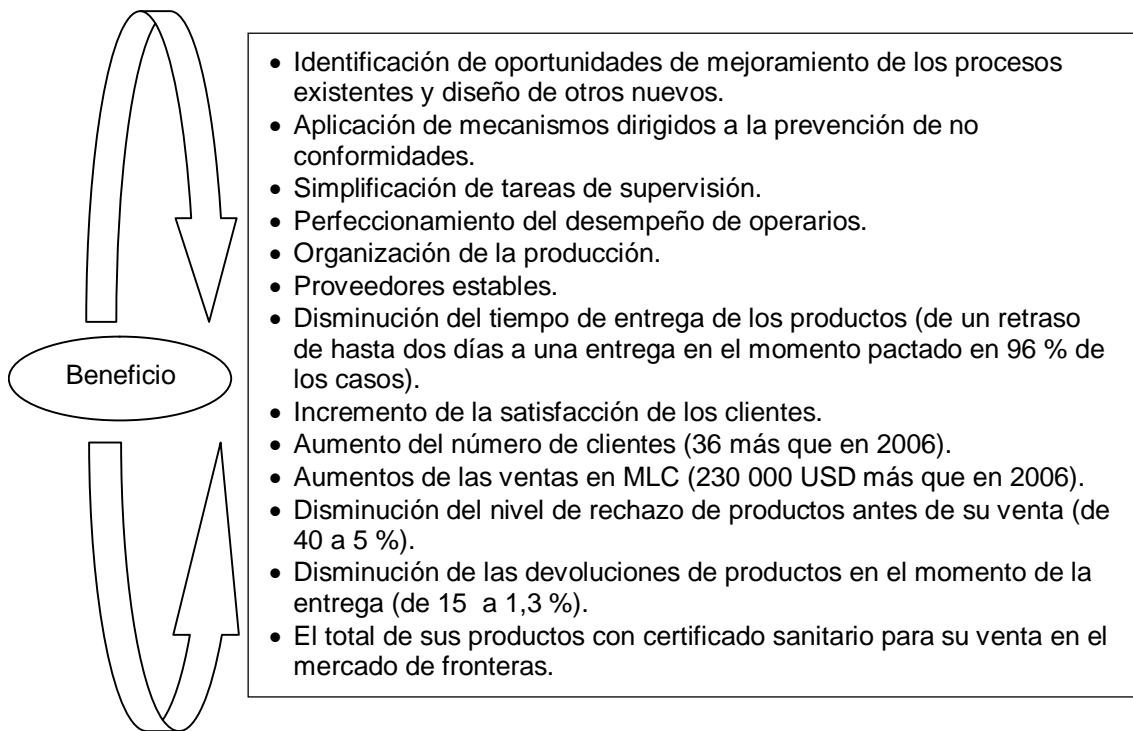 Beneficio
• Identificación de oportunidades de mejoramiento de los procesos
existentes y diseño de otros nuevos.
• Aplicación de mecanismos dirigidos a la prevención de no
conformidades.
• Simplificación de tareas de supervisión.
• Perfeccionamiento del desempeño de operarios.
• Organización de la producción.
• Proveedores estables.
• Disminución del tiempo de entrega de los productos (de un retraso
de hasta dos días a una entrega en el momento pactado en 96 % de
los casos).
• Incremento de la satisfacción de los clientes.
• Aumento del número de clientes (36 más que en 2006).
• Aumentos de las ventas en MLC (230 000 USD más que en 2006).
• Disminución del nivel de rechazo de productos antes de su venta (de
40 a 5 %).
• Disminución de las devoluciones de productos en el momento de la
entrega (de 15  a 1,3 %).
• El total de sus productos con certificado sanitario para su venta en el
mercado de fronteras.